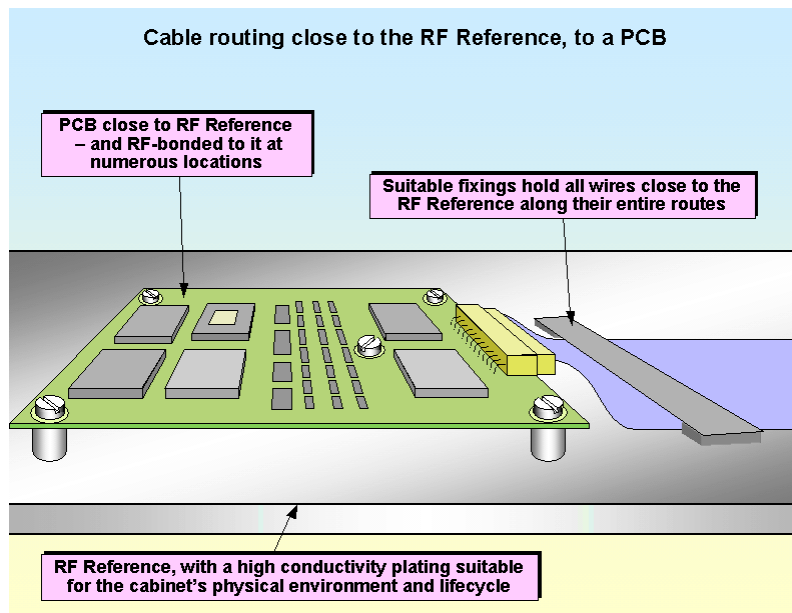 Cable routing close to the RF Reference, to a PCB
PCB close to RF Reference
– and RF-bonded to it at
numerous locations
Suitable fixings hold all wires close to the
RF Reference along their entire routes
RF Reference, with a high conductivity plating suitable
for the cabinet's physical environment and lifecycle